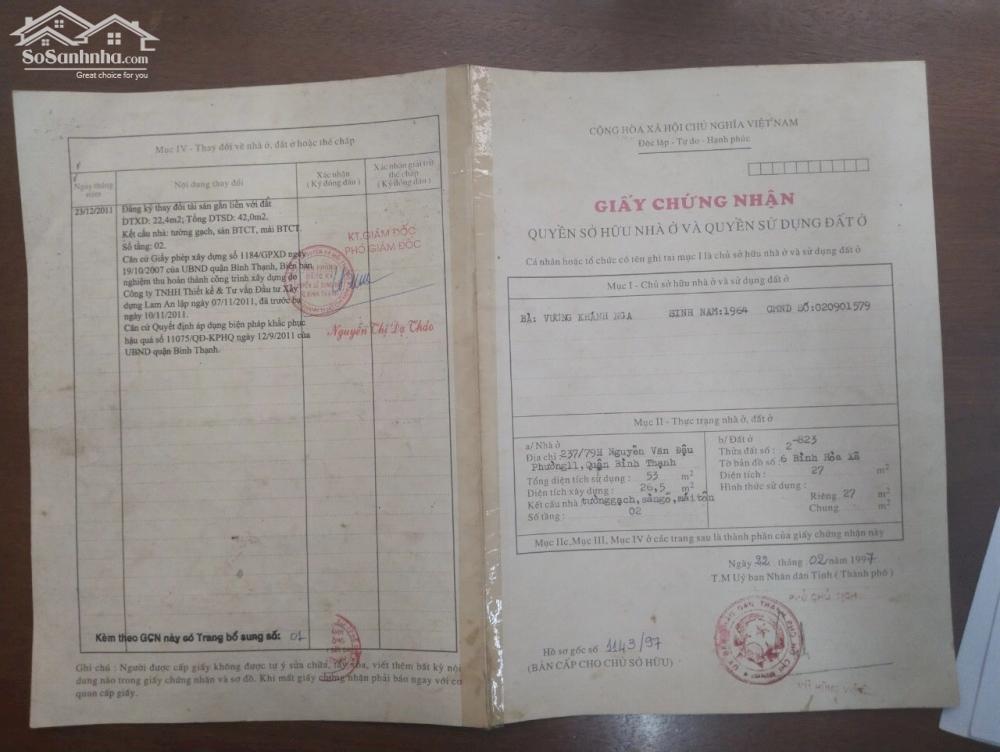 SoSanhnha.com
Great choice for you
Mục IV - Thay đổi về nhà ở, đất ở hoặc thế chấp
Ngày tháng năm
Nội dung thay đổi
Xác nhận (Ký đóng dấu)
Xác nhận giải trừ thế chấp (Ký đóng dấu)
23/12/2011
Đăng ký thay đổi tài sản gắn liền với đất
DTXD: 22,4m2; Tổng DTSD: 42,0m2.
Kết cấu nhà: tường gạch, sàn BTCT, mái BTCT.
Số tầng: 02.
Căn cứ Giấy phép xây dựng số 1184/GPXD ngày
19/10/2007 của UBND quận Bình Thạnh, Biên bản
nghiệm thu hoàn thành công trình xây dựng do
Công ty TNHH Thiết kế & Tư vấn Đầu tư Xây
dựng Lam An lập ngày 07/11/2011, đã trước bạ
ngày 10/11/2011.
Căn cứ Quyết định áp dụng biện pháp khắc phục
hậu quả số 11075/QĐ-KPHQ ngày 12/9/2011 của
UBND quận Bình Thạnh.
KT.GIÁM ĐỐC
PHÓ GIÁM ĐỐC
Nguyễn Thị Dạ Thảo
Kèm theo GCN này có Trang bổ sung số: 01
Ghi chú : Người được cấp giấy không được tự ý sửa chữa, tẩy xóa, viết thêm bất kỳ nội
dung nào trong giấy chứng nhận và sơ đồ. Khi mất giấy chứng nhận phải báo ngay với cơ
quan cấp giấy.
CỘNG HÒA XÃ HỘI CHỦ NGHĨA VIỆT NAM
Độc lập - Tự do - Hạnh phúc
GIẤY CHỨNG NHẬN
QUYỀN SỞ HỮU NHÀ Ở VÀ QUYỀN SỬ DỤNG ĐẤT Ở
Cá nhân hoặc tổ chức có tên ghi tại mục I là chủ sở hữu nhà ở và sử dụng đất ở
Mục I - Chủ sở hữu nhà ở và sử dụng đất ở
BÀ: VƯƠNG KHÁNH NGA SINH NĂM:1964 CMND SỐ:020901579
Mục II - Thực trạng nhà ở, đất ở
a/ Nhà ở
Địa chỉ : 237/79H Nguyễn Văn Đậu
Phường11, Quận Bình Thạnh
Tổng diện tích sử dụng : 53 m2
Diện tích xây dựng : 26,5 m2
Kết cấu nhà : tường gạch, sàn gỗ, mái tôn
Số tầng : 02
b/ Đất ở
Thửa đất số : 2-823
Tờ bản đồ số : 6 Bình Hòa Xã
Diện tích : 27 m2
Hình thức sử dụng :
Riêng : 27 m2
Chung : m2
Mục IIc, Mục III, Mục IV ở các trang sau là thành phần của giấy chứng nhận này
Ngày 22 tháng 02 năm 1997
T.M Uỷ ban Nhân dân Tỉnh ( Thành phố )
PHÓ CHỦ TỊCH
Hồ sơ gốc số 1143/97
(BẢN CẤP CHO CHỦ SỞ HỮU)